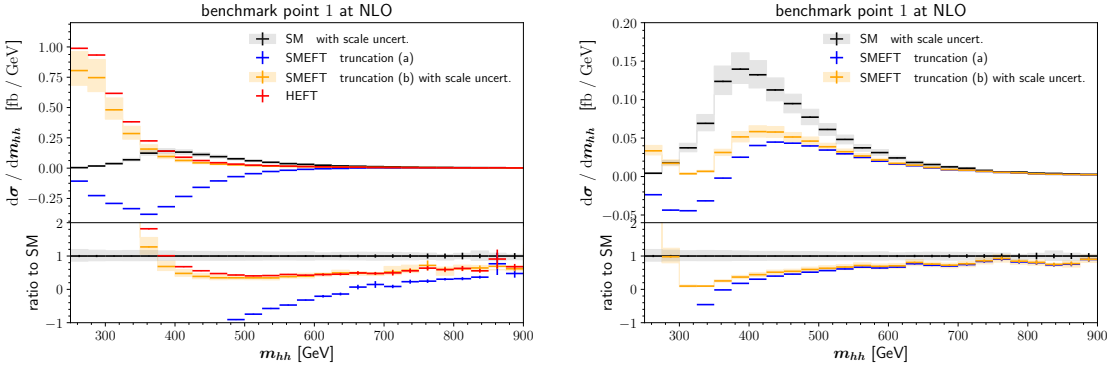 benchmark point 1 at NLO
SM with scale uncert.
SMEFT truncation (a)
SMEFT truncation (b) with scale uncert.
HEFT
dσ / dm_hh [fb / GeV]
1.00
0.75
0.50
0.25
0.00
−0.25
ratio to SM
2
1
0
−1
300 400 500 600 700 800 900
m_hh [GeV]
benchmark point 1 at NLO
SM with scale uncert.
SMEFT truncation (a)
SMEFT truncation (b) with scale uncert.
dσ / dm_hh [fb / GeV]
0.20
0.15
0.10
0.05
0.00
−0.05
ratio to SM
2
1
0
−1
300 400 500 600 700 800 900
m_hh [GeV]